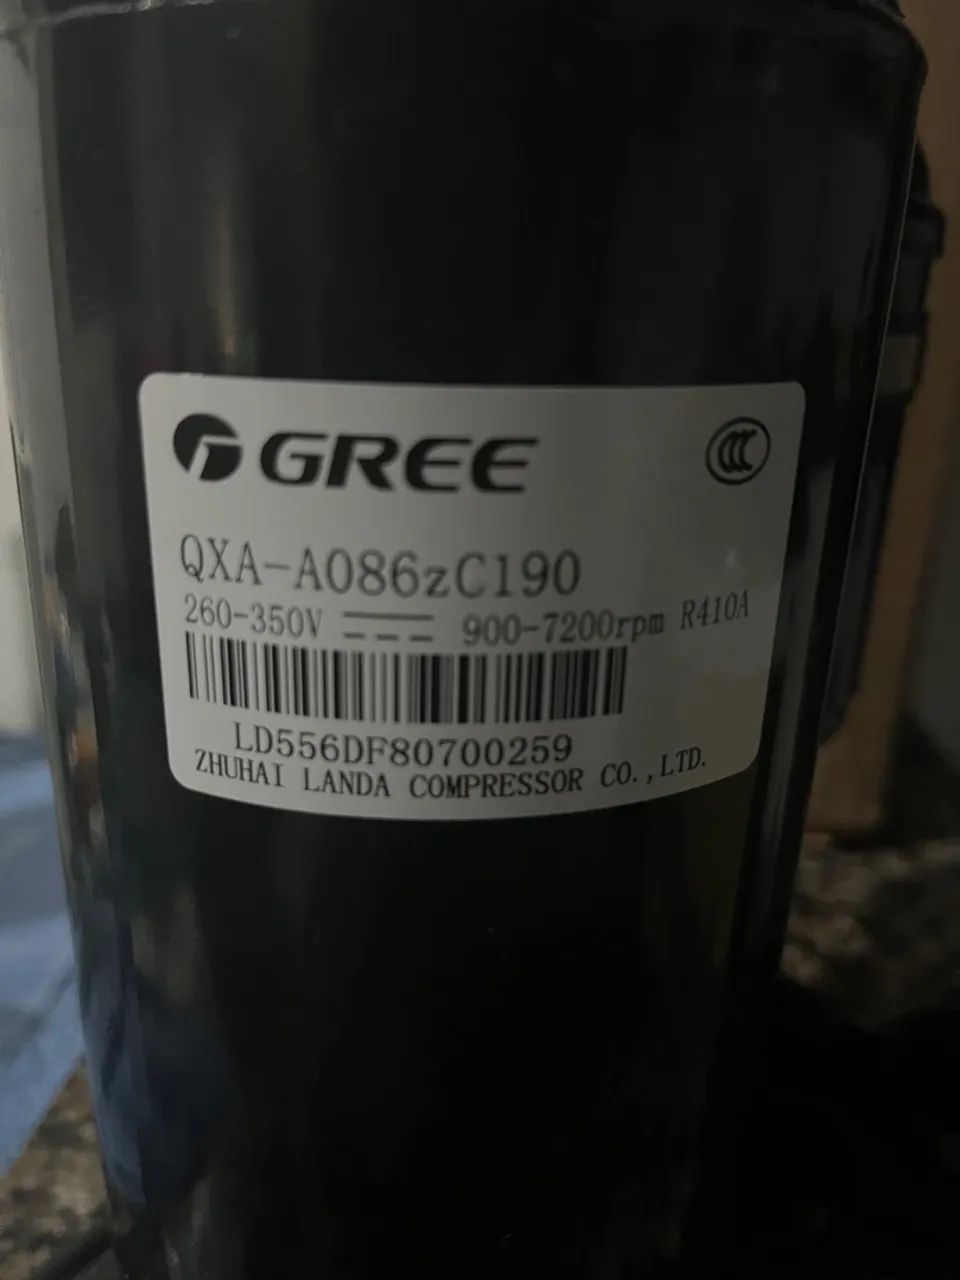 GREE
QXA-A086zC190
260-350V 900-7200rpm R410A
LD556DF80700259
ZHUHAI LANDA COMPRESSOR CO.,LTD.